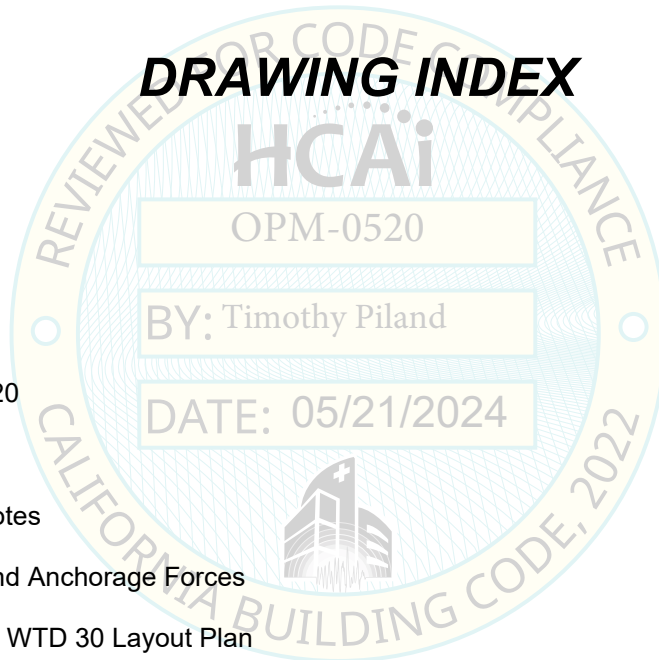 DRAWING INDEX
REVIEWED FOR CODE COMPLIANCE
HCAi
OPM-0520
BY: Timothy Piland
DATE: 05/21/2024
20
otes
nd Anchorage Forces
WTD 30 Layout Plan
CALIFORNIA BUILDING CODE, 2022